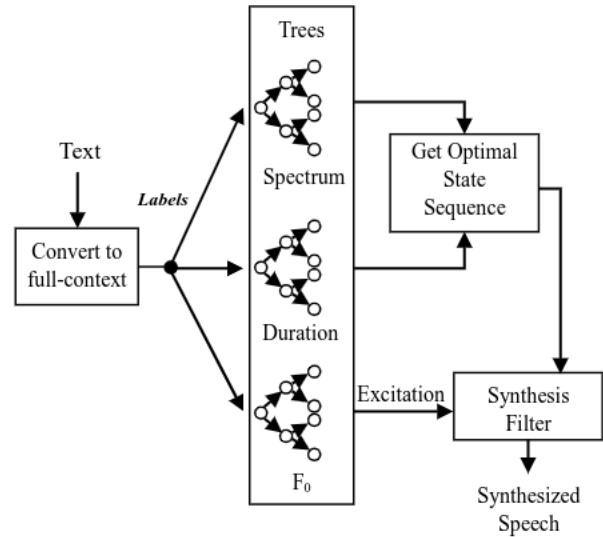 Trees
Text
Labels
Convert to
full-context
Spectrum
Get Optimal
State
Sequence
Duration
Excitation
F₀
Synthesis
Filter
Synthesized
Speech